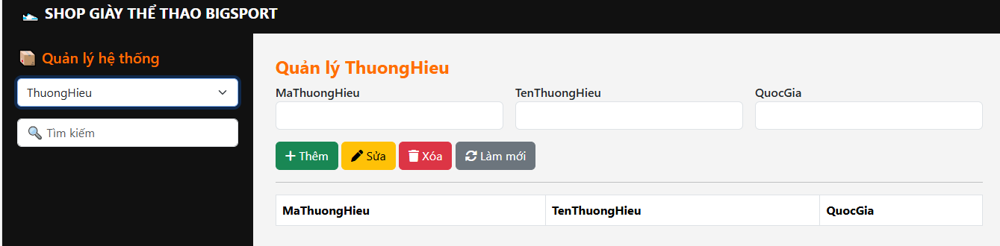 SHOP GIÀY THỂ THAO BIGSPORT
Quản lý hệ thống
ThuongHieu
Tìm kiếm
Quản lý ThuongHieu
MaThuongHieu TenThuongHieu QuocGia
Thêm Sửa Xóa Làm mới
MaThuongHieu TenThuongHieu QuocGia